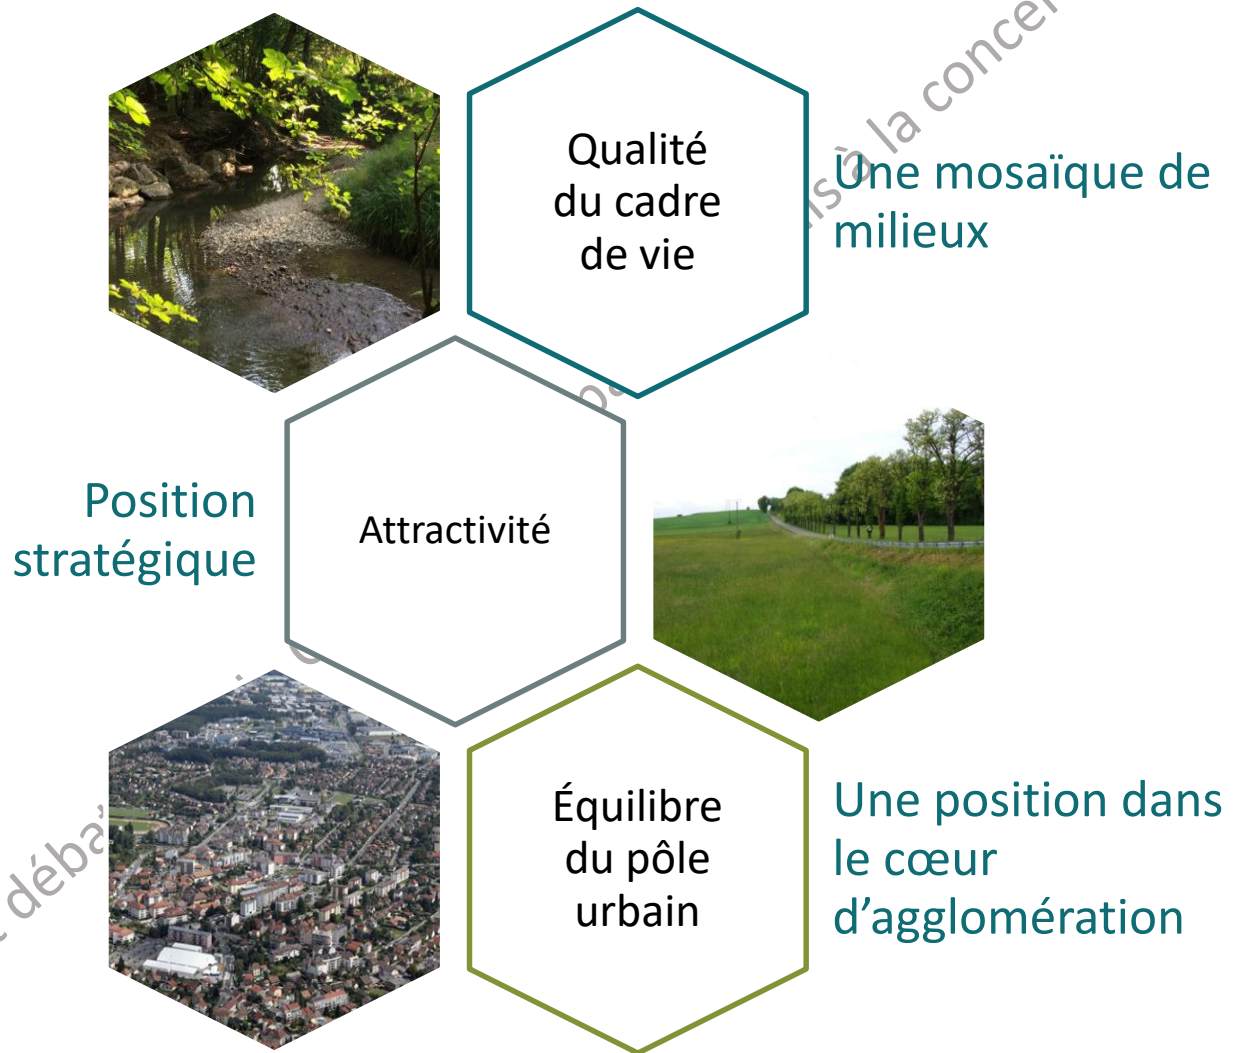 Qualité
du cadre
de vie
Une mosaïque de
milieux
Position
stratégique
Attractivité
Équilibre
du pôle
urbain
Une position dans
le cœur
d’agglomération
à la